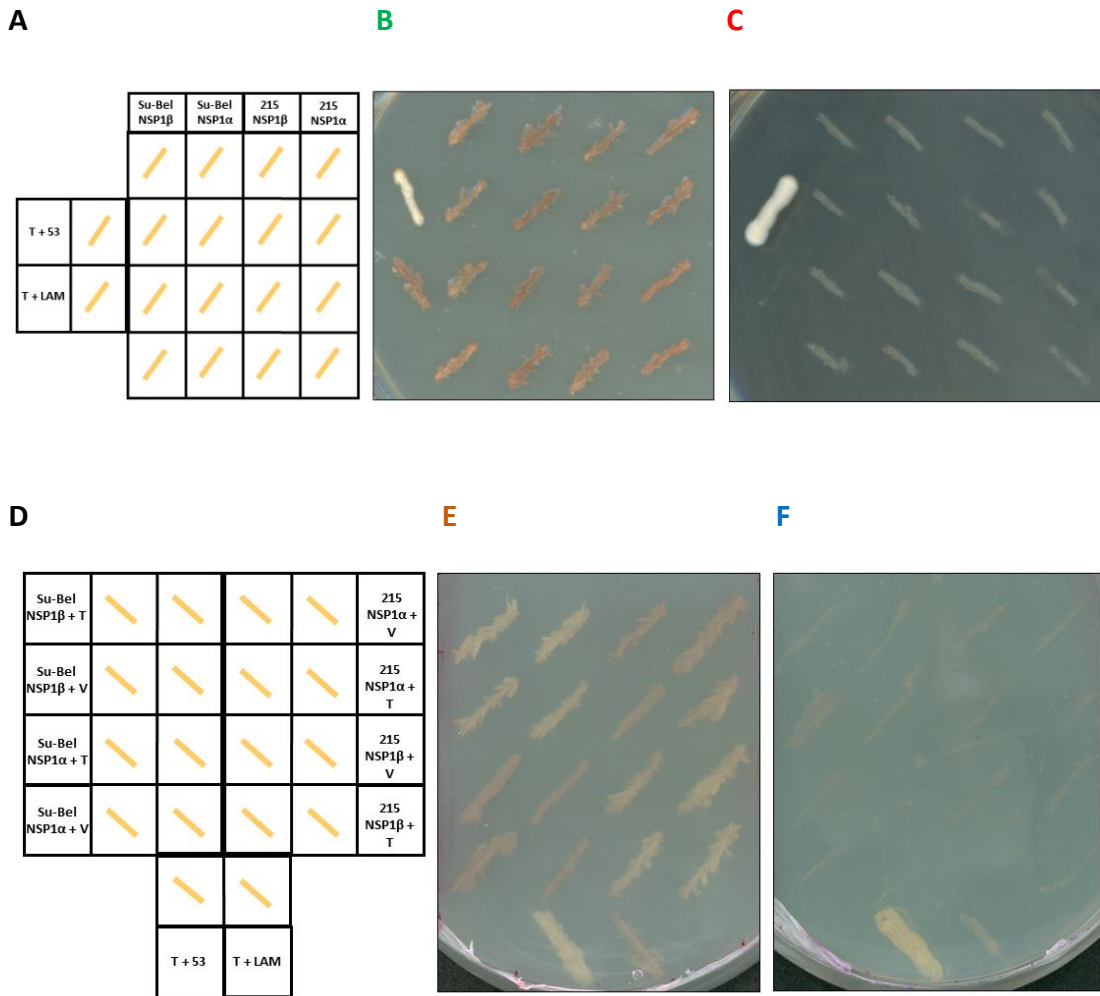 A
B
C
Su-Bel
NSP1β
Su-Bel
NSP1α
215
NSP1β
215
NSP1α
T + 53
T + LAM
D
E
F
Su-Bel
NSP1β + T
215
NSP1α +
V
Su-Bel
NSP1β + V
215
NSP1α +
T
Su-Bel
NSP1α + T
215
NSP1β +
V
Su-Bel
NSP1α + V
215
NSP1β +
T
T + 53
T + LAM